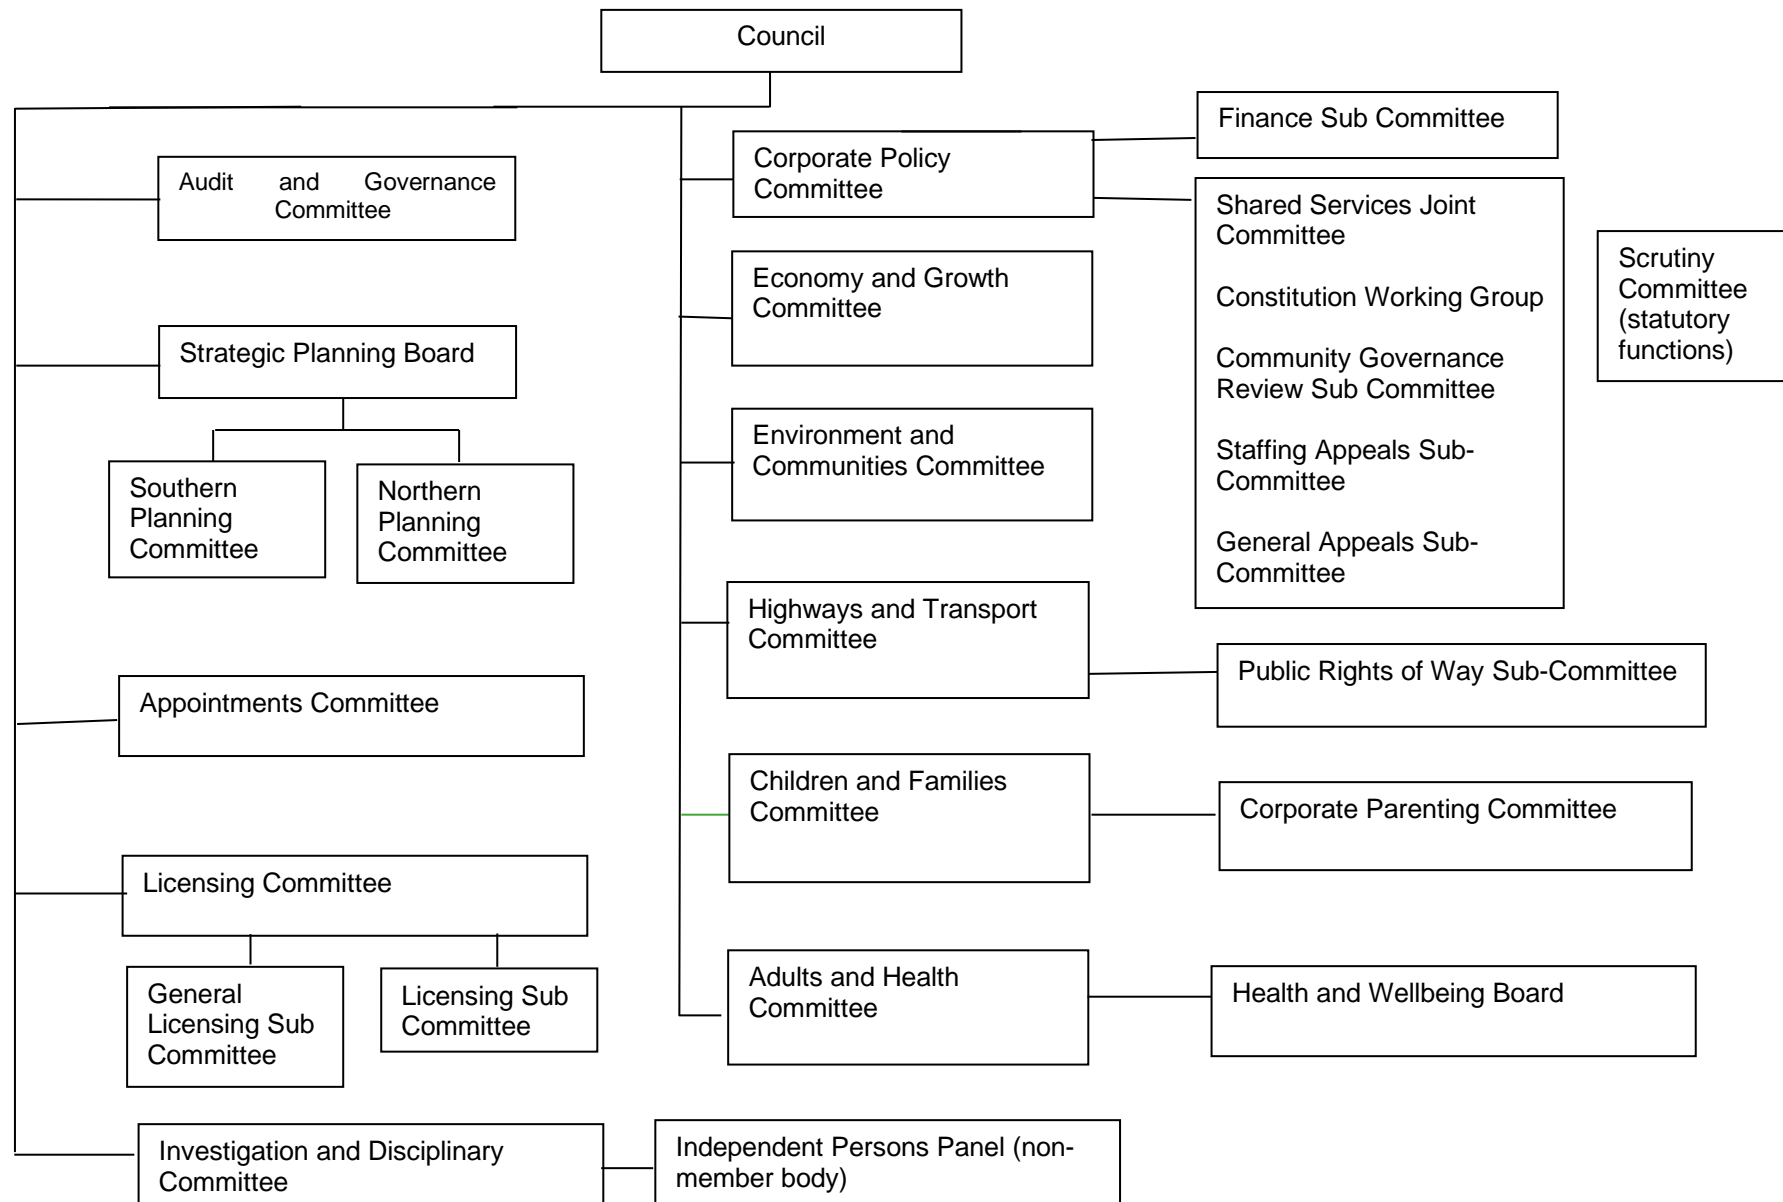 Council
Audit and Governance
Committee
Strategic Planning Board
Southern
Planning
Committee
Northern
Planning
Committee
Appointments Committee
Licensing Committee
General
Licensing Sub
Committee
Licensing Sub
Committee
Investigation and Disciplinary
Committee
Independent Persons Panel (non-
member body)
Corporate Policy
Committee
Economy and Growth
Committee
Environment and
Communities Committee
Highways and Transport
Committee
Children and Families
Committee
Adults and Health
Committee
Finance Sub Committee
Shared Services Joint
Committee
Constitution Working Group
Community Governance
Review Sub Committee
Staffing Appeals Sub-
Committee
General Appeals Sub-
Committee
Public Rights of Way Sub-Committee
Corporate Parenting Committee
Health and Wellbeing Board
Scrutiny
Committee
(statutory
functions)